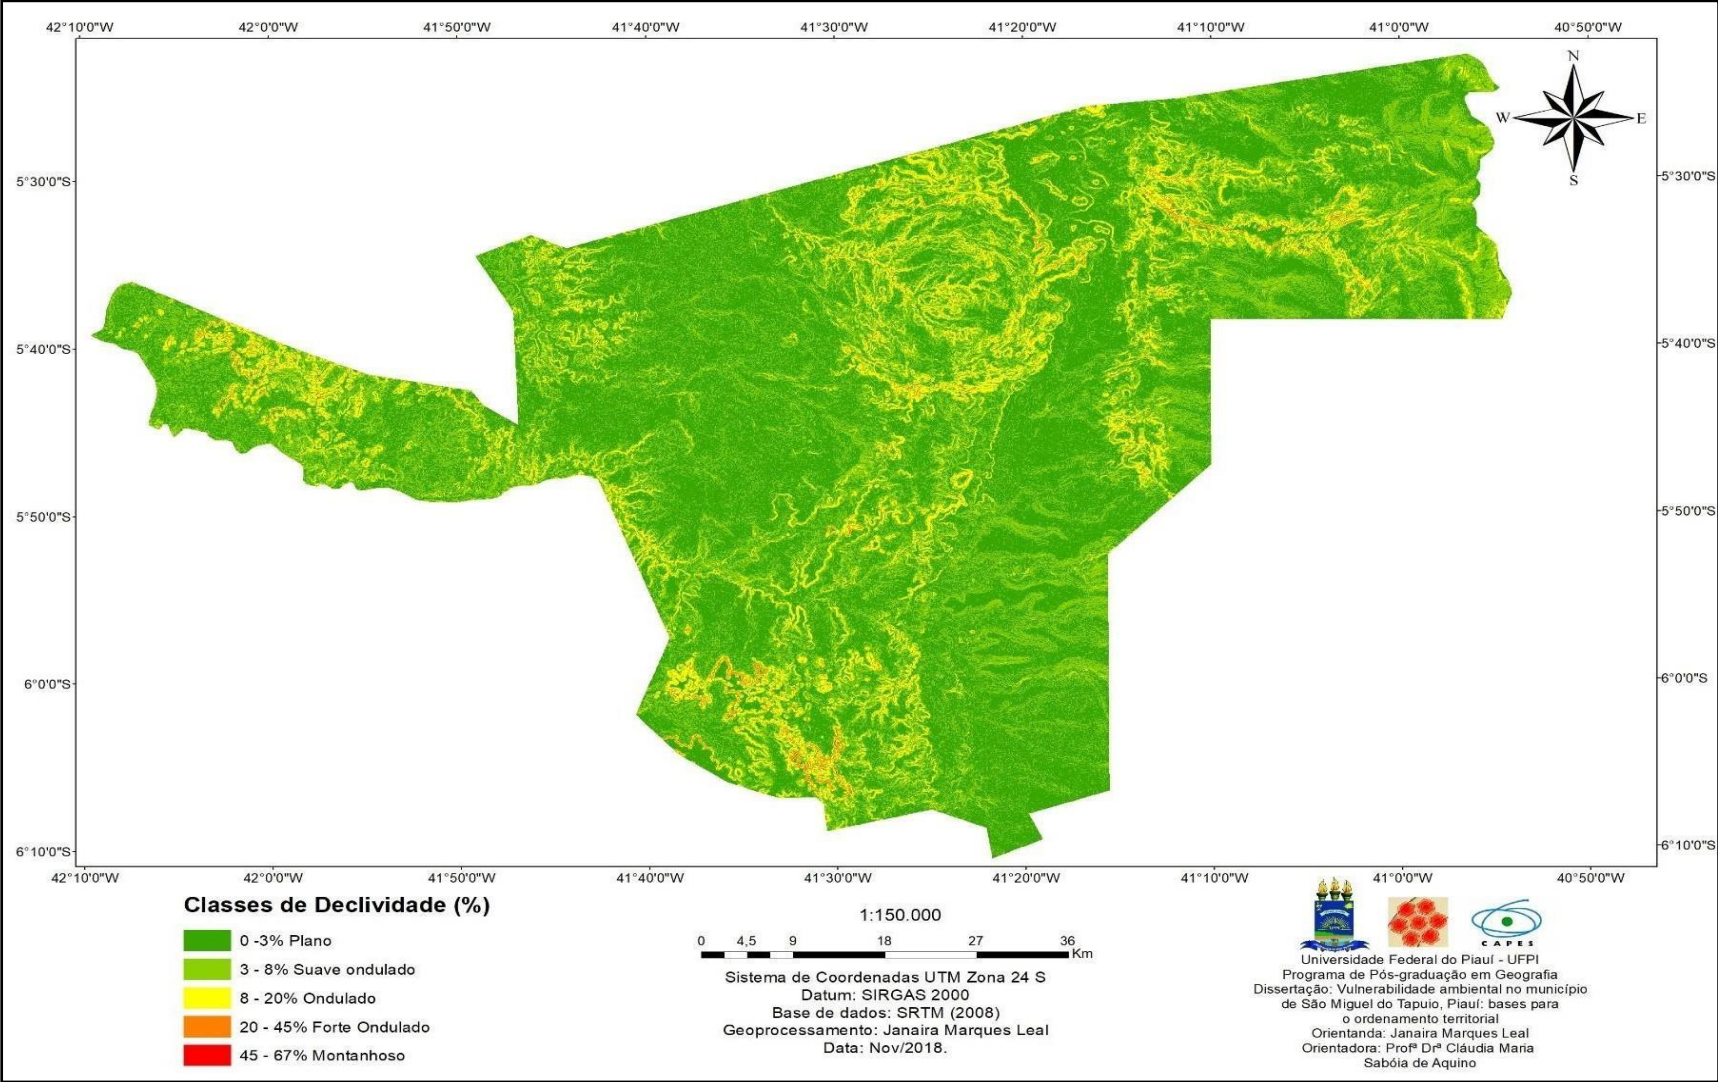 42°10'0"W 42°0'0"W 41°50'0"W 41°40'0"W 41°30'0"W 41°20'0"W 41°10'0"W 41°0'0"W 40°50'0"W
N
W E
S
5°30'0"S 5°30'0"S
5°40'0"S 5°40'0"S
5°50'0"S 5°50'0"S
6°0'0"S 6°0'0"S
6°10'0"S 6°10'0"S
42°10'0"W 42°0'0"W 41°50'0"W 41°40'0"W 41°30'0"W 41°20'0"W 41°10'0"W 41°0'0"W 40°50'0"W
Classes de Declividade (%)
0 -3% Plano
3 - 8% Suave ondulado
8 - 20% Ondulado
20 - 45% Forte Ondulado
45 - 67% Montanhoso
1:150.000
0 4,5 9 18 27 36
Km
Sistema de Coordenadas UTM Zona 24 S
Datum: SIRGAS 2000
Base de dados: SRTM (2008)
Geoprocessamento: Janaira Marques Leal
Data: Nov/2018.
CAPES
Universidade Federal do Piauí - UFPI
Programa de Pós-graduação em Geografia
Dissertação: Vulnerabilidade ambiental no município
de São Miguel do Tapuio, Piauí: bases para
o ordenamento territorial
Orientanda: Janaira Marques Leal
Orientadora: Profª Drª Cláudia Maria
Sabóia de Aquino